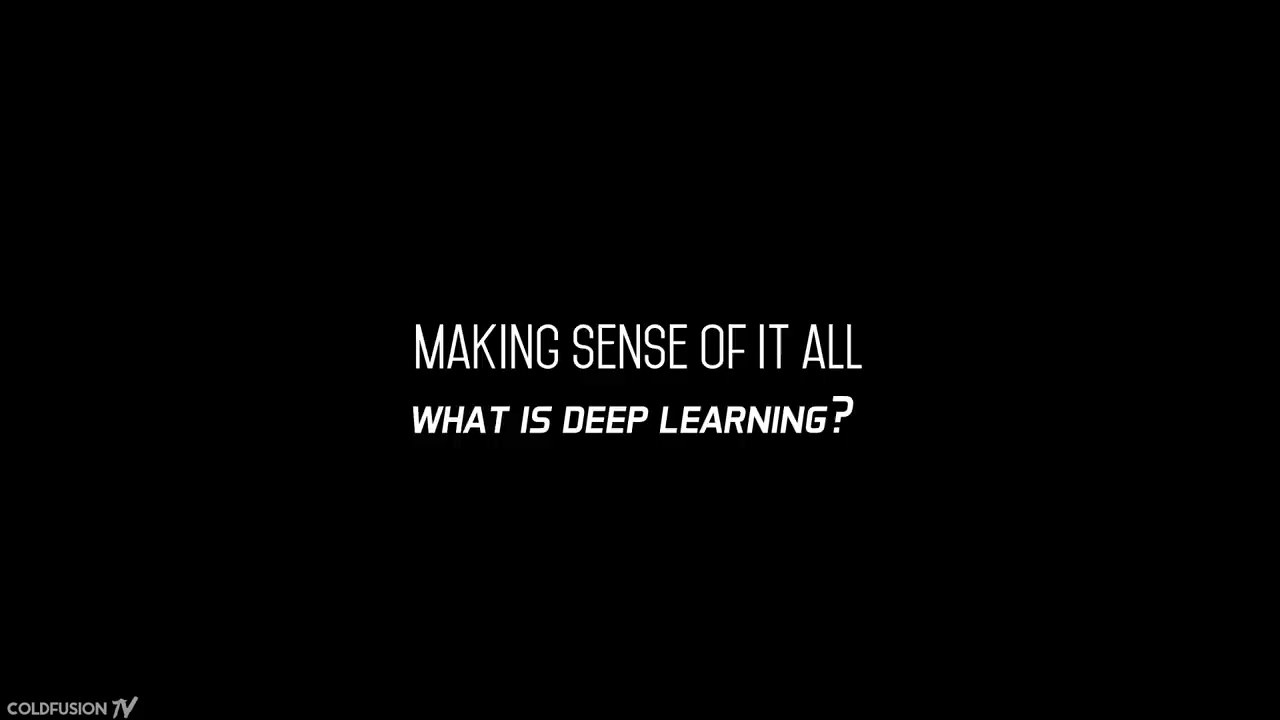 MAKING SENSE OF IT ALL
WHAT IS DEEP LEARNING?
COLDFUSION TV